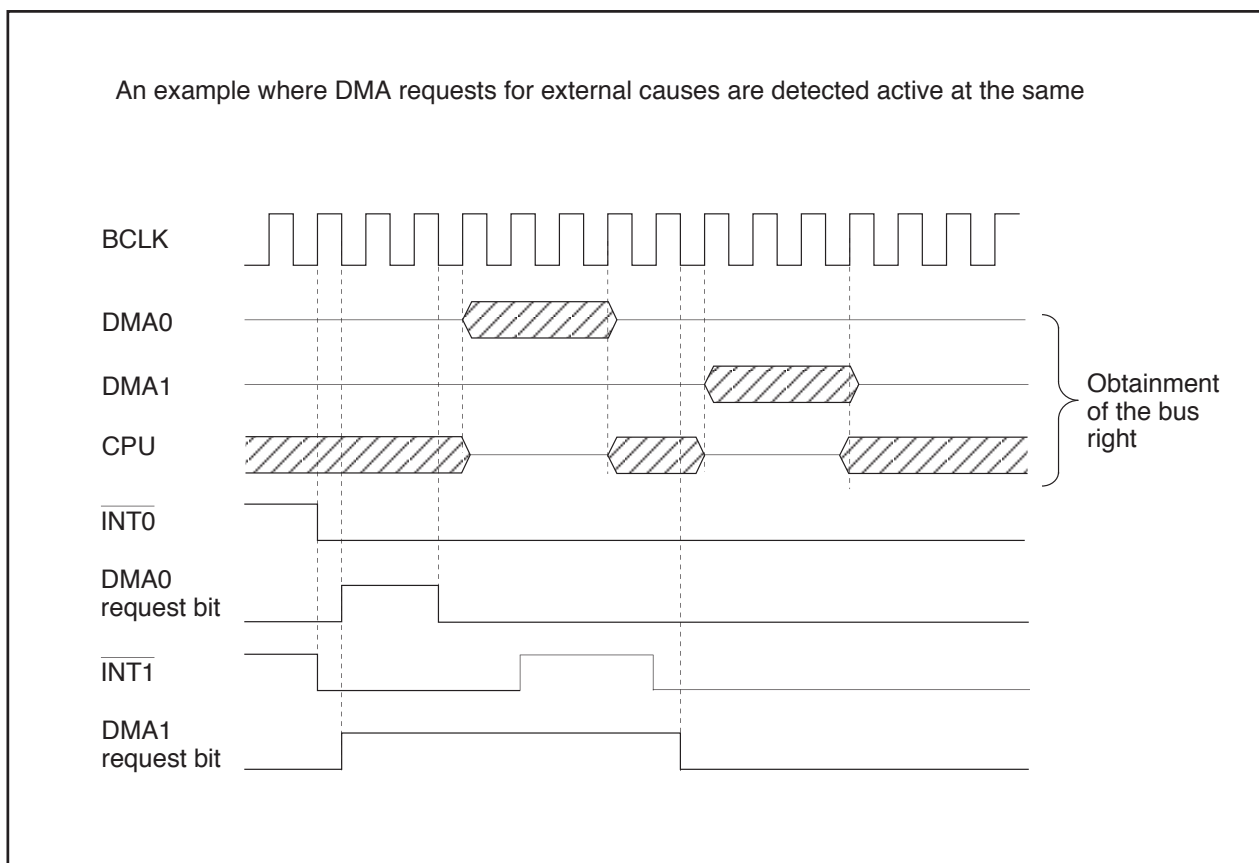 An example where DMA requests for external causes are detected active at the same
BCLK
DMA0
DMA1
CPU
Obtainment
of the bus
right
INT0
DMA0
request bit
INT1
DMA1
request bit